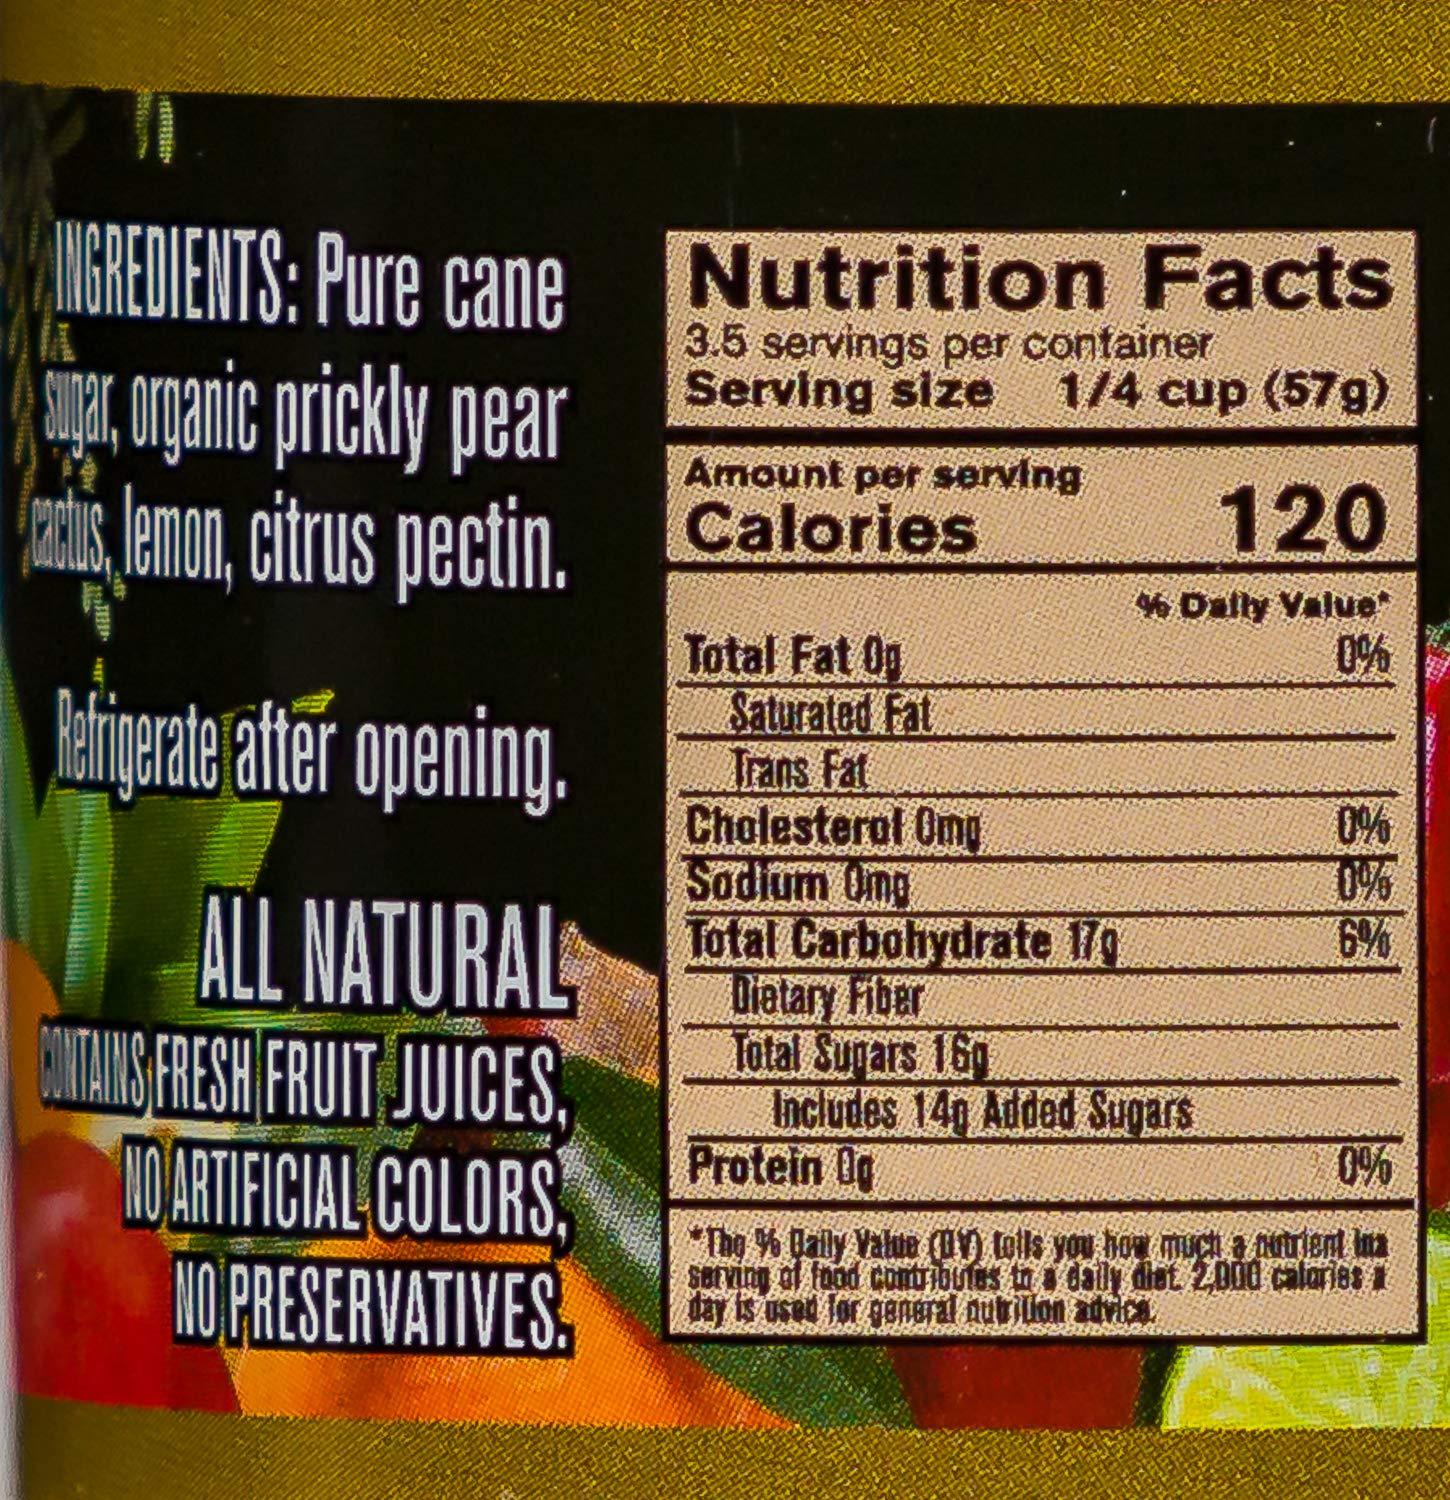 INGREDIENTS: Pure cane
sugar, organic prickly pear
cactus, lemon, citrus pectin.
Refrigerate after opening.
ALL NATURAL
CONTAINS FRESH FRUIT JUICES,
NO ARTIFICIAL COLORS,
NO PRESERVATIVES.
Nutrition Facts
3.5 servings per container
Serving size 1/4 cup (57g)
Amount per serving
Calories 120
% Daily Value*
Total Fat 0g 0%
Saturated Fat
Trans Fat
Cholesterol 0mg 0%
Sodium 0mg 0%
Total Carbohydrate 17g 6%
Dietary Fiber
Total Sugars 16g
Includes 14g Added Sugars
Protein 0g 0%
*The % Daily Value (DV) tells you how much a nutrient in a
serving of food contributes to a daily diet. 2,000 calories a
day is used for general nutrition advice.